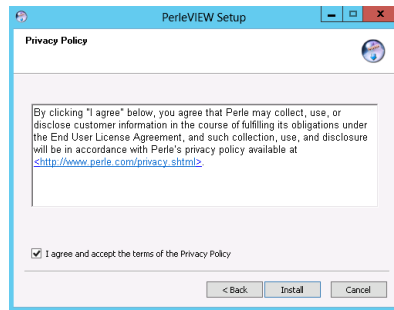 PerleVIEW Setup
Privacy Policy
By clicking "I agree" below, you agree that Perle may collect, use, or
disclose customer information in the course of fulfilling its obligations under
the End User License Agreement, and such collection, use, and disclosure
will be in accordance with Perle's privacy policy available at
<http://www.perle.com/privacy.shtml>.
I agree and accept the terms of the Privacy Policy
< Back Install Cancel